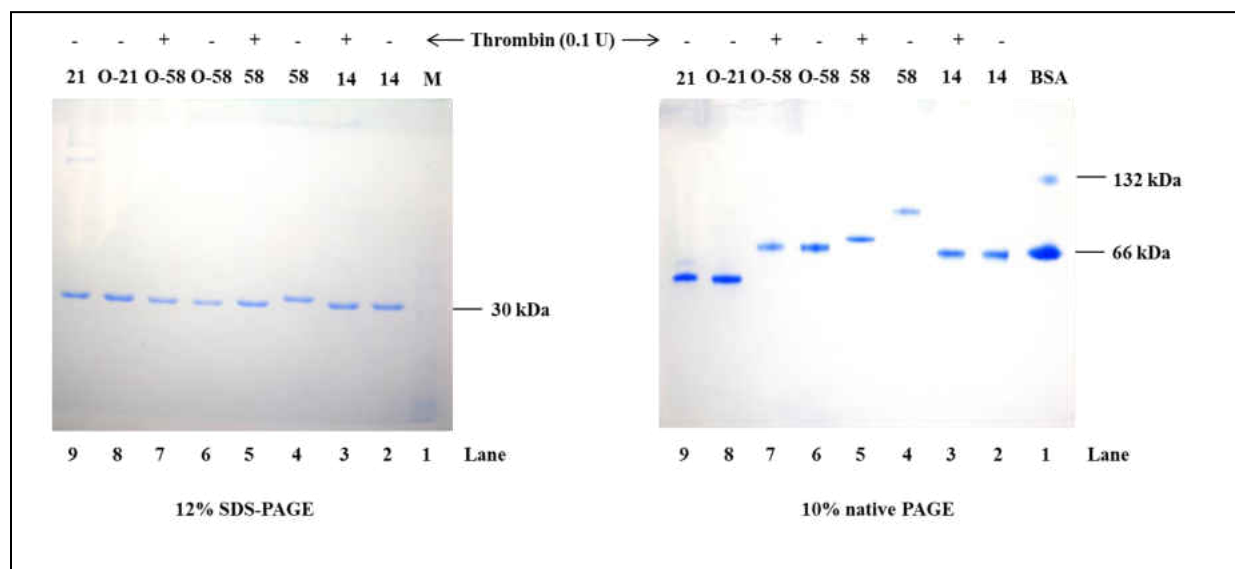 - - + - + - + - ← Thrombin (0.1 U) → - - + - + - + -
21 O-21 O-58 O-58 58 58 14 14 M 21 O-21 O-58 O-58 58 58 14 14 BSA
132 kDa
66 kDa
30 kDa
9 8 7 6 5 4 3 2 1 Lane 9 8 7 6 5 4 3 2 1 Lane
12% SDS-PAGE 10% native PAGE